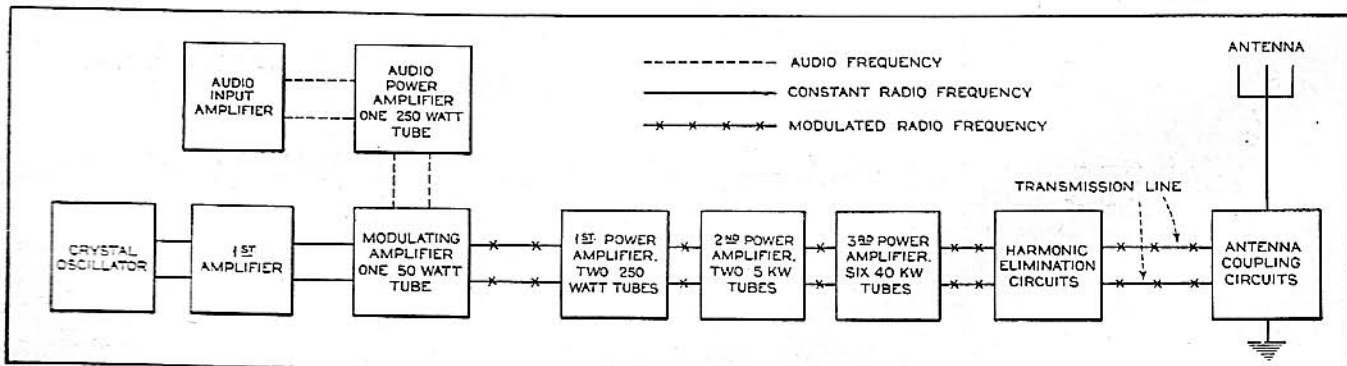 AUDIO
INPUT
AMPLIFIER
AUDIO
POWER
AMPLIFIER
ONE 250 WATT
TUBE
AUDIO FREQUENCY
CONSTANT RADIO FREQUENCY
MODULATED RADIO FREQUENCY
ANTENNA
TRANSMISSION LINE
CRYSTAL
OSCILLATOR
1ST
AMPLIFIER
MODULATING
AMPLIFIER
ONE 50 WATT
TUBE
1ST. POWER
AMPLIFIER,
TWO 250
WATT TUBES
2ND POWER
AMPLIFIER,
TWO 5 KW
TUBES
3RD POWER
AMPLIFIER,
SIX 40 KW
TUBES
HARMONIC
ELIMINATION
CIRCUITS
ANTENNA
COUPLING
CIRCUITS